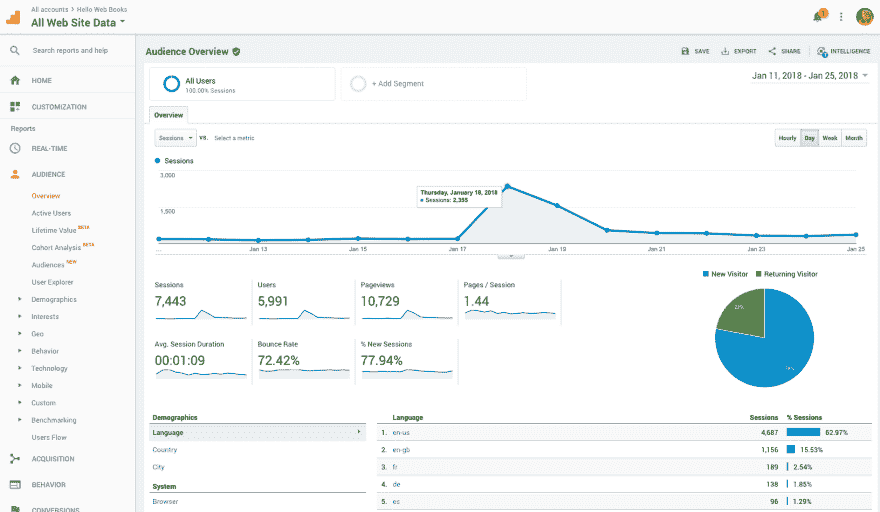 All accounts > Hello Web Books
All Web Site Data
1
Search reports and help
HOME
CUSTOMIZATION
Reports
REAL-TIME
AUDIENCE
Overview
Active Users
Lifetime Value BETA
Cohort Analysis BETA
Audiences NEW
User Explorer
Demographics
Interests
Geo
Behavior
Technology
Mobile
Custom
Benchmarking
Users Flow
ACQUISITION
BEHAVIOR
CONVERSIONS
Audience Overview
SAVE
EXPORT
SHARE
INTELLIGENCE
All Users
100.00% Sessions
+ Add Segment
Jan 11, 2018 - Jan 25, 2018
Overview
Sessions
vs.
Select a metric
Hourly
Day
Week
Month
Sessions
3,000
1,500
Thursday, January 18, 2018
Sessions: 2,355
...
Jan 13
Jan 15
Jan 17
Jan 19
Jan 21
Jan 23
Jan 25
Sessions
7,443
Users
5,991
Pageviews
10,729
Pages / Session
1.44
Avg. Session Duration
00:01:09
Bounce Rate
72.42%
% New Sessions
77.94%
New Visitor
Returning Visitor
Demographics
Language
Country
City
System
Browser
Language
Sessions
% Sessions
1. en-us 4,687 62.97%
2. en-gb 1,156 15.53%
3. fr 189 2.54%
4. de 138 1.85%
5. es 96 1.29%